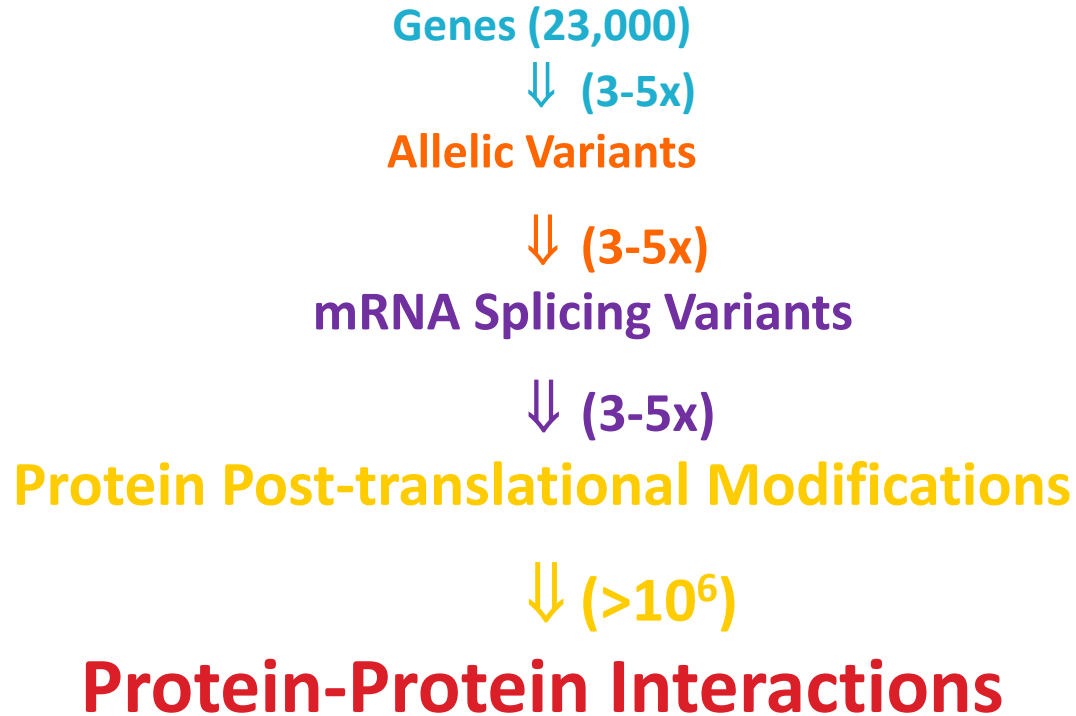 Genes (23,000)
⇓ (3-5x)
Allelic Variants
⇓ (3-5x)
mRNA Splicing Variants
⇓ (3-5x)
Protein Post-translational Modifications
⇓ (>10⁶)
Protein-Protein Interactions